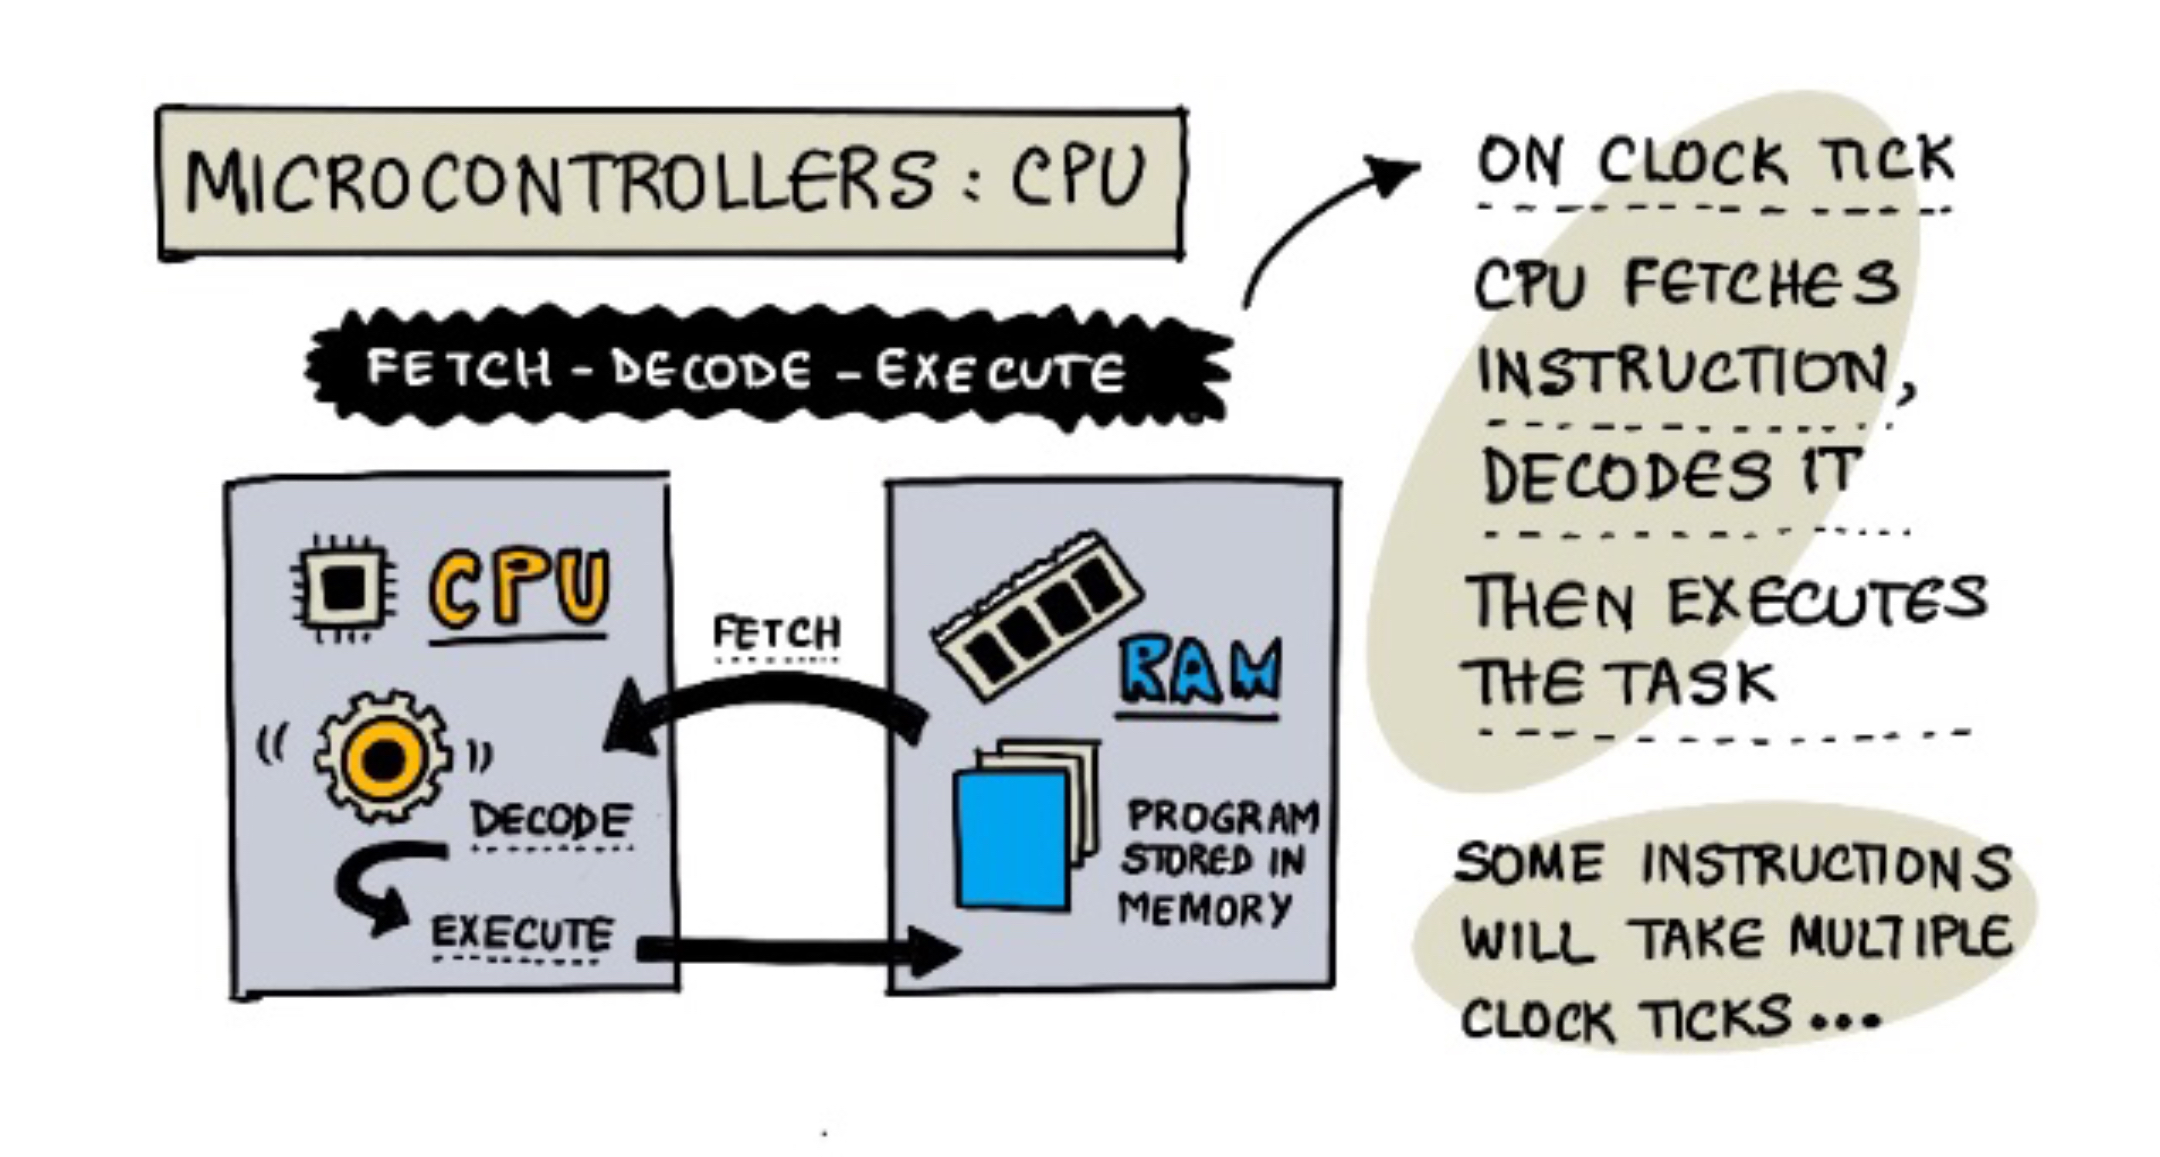 MICROCONTROLLERS : CPU
FETCH - DECODE - EXECUTE
CPU
DECODE
EXECUTE
FETCH
RAM
PROGRAM
STORED IN
MEMORY
ON CLOCK TICK
CPU FETCHES
INSTRUCTION,
DECODES IT
THEN EXECUTES
THE TASK
SOME INSTRUCTIONS
WILL TAKE MULTIPLE
CLOCK TICKS...